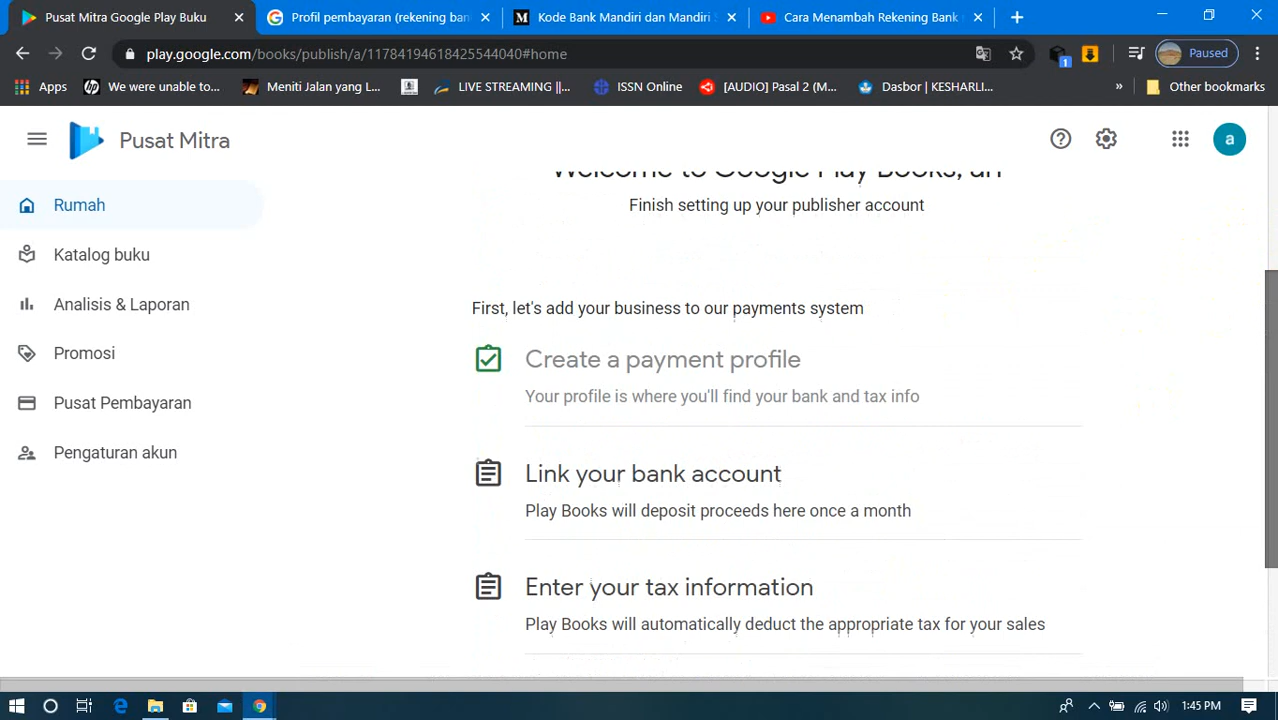 Pusat Mitra Google Play Buku
Profil pembayaran (rekening ban
Kode Bank Mandiri dan Mandiri S
Cara Menambah Rekening Bank
play.google.com/books/publish/a/11784194618425544040#home
Paused
Apps
We were unable to...
Meniti Jalan yang L...
LIVE STREAMING ||...
ISSN Online
[AUDIO] Pasal 2 (M...
Dasbor | KESHARLI...
»
Other bookmarks
Pusat Mitra
a
Welcome to Google Play Books, an
Rumah
Finish setting up your publisher account
Katalog buku
Analisis & Laporan
First, let's add your business to our payments system
Promosi
Create a payment profile
Your profile is where you'll find your bank and tax info
Pusat Pembayaran
Pengaturan akun
Link your bank account
Play Books will deposit proceeds here once a month
Enter your tax information
Play Books will automatically deduct the appropriate tax for your sales
1:45 PM